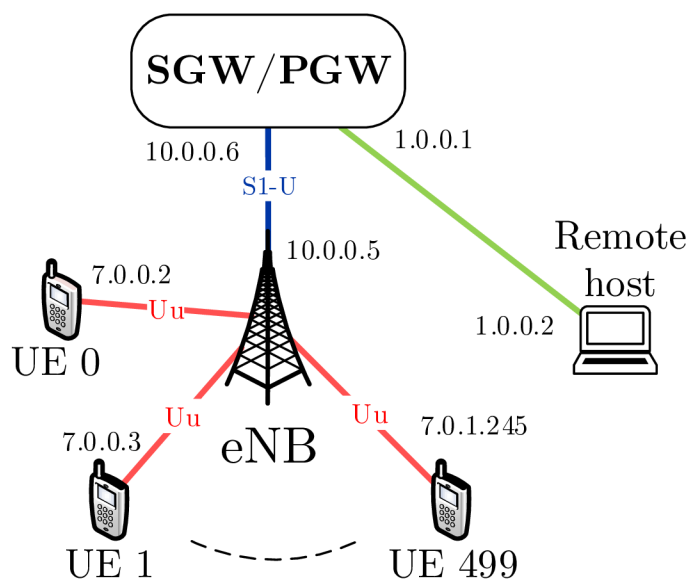 SGW/PGW
10.0.0.6
1.0.0.1
S1-U
10.0.0.5
Remote
host
7.0.0.2
Uu
1.0.0.2
UE 0
Uu
Uu
7.0.0.3
7.0.1.245
eNB
UE 1
UE 499